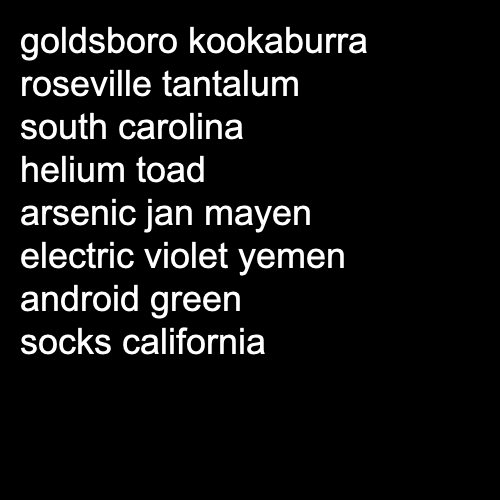 goldsboro kookaburra
roseville tantalum
south carolina
helium toad
arsenic jan mayen
electric violet yemen
android green
socks california